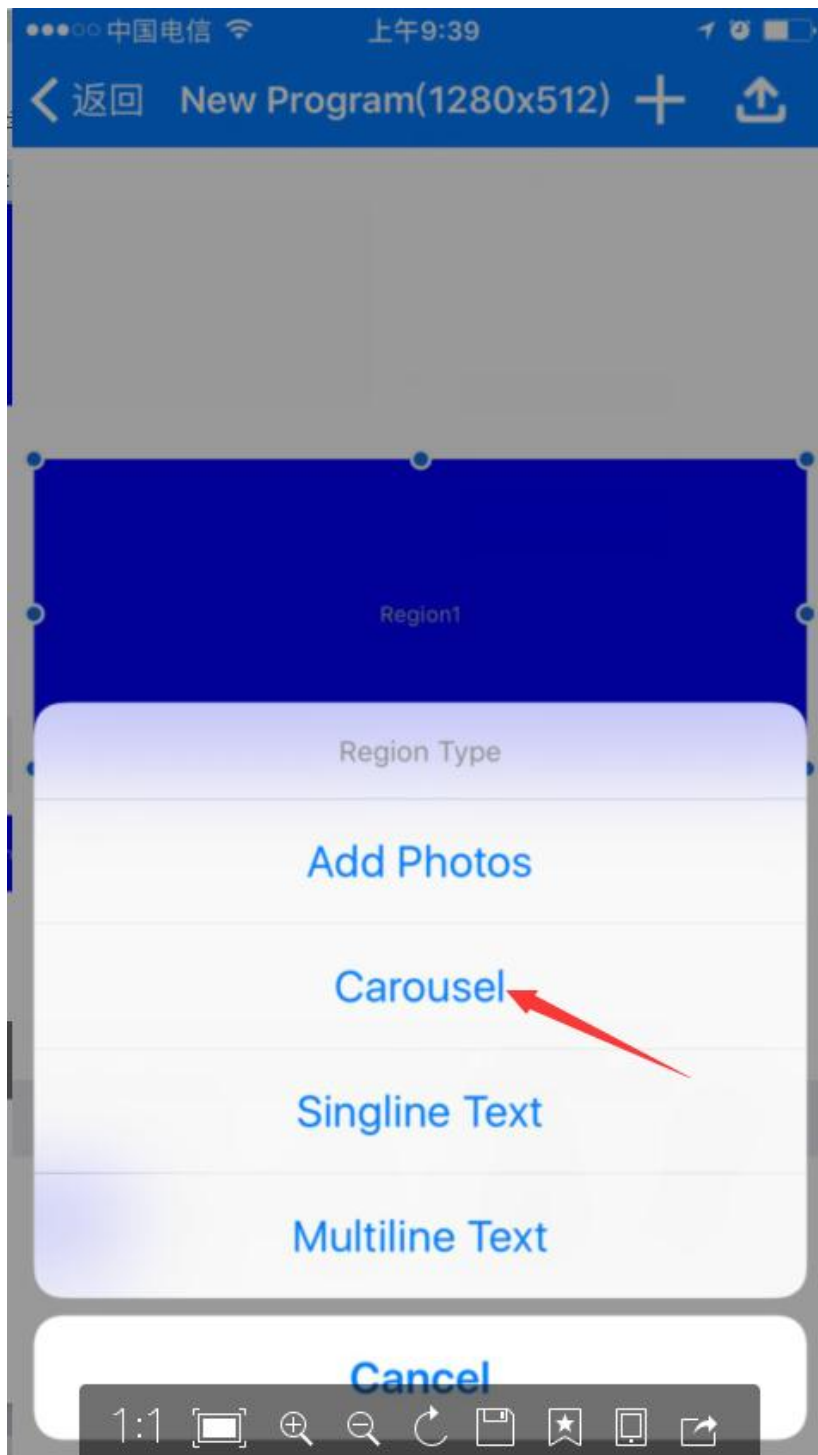 中国电信 上午9:39
返回 New Program(1280x512)
Region1
Region Type
Add Photos
Carousel
Singline Text
Multiline Text
Cancel
1:1